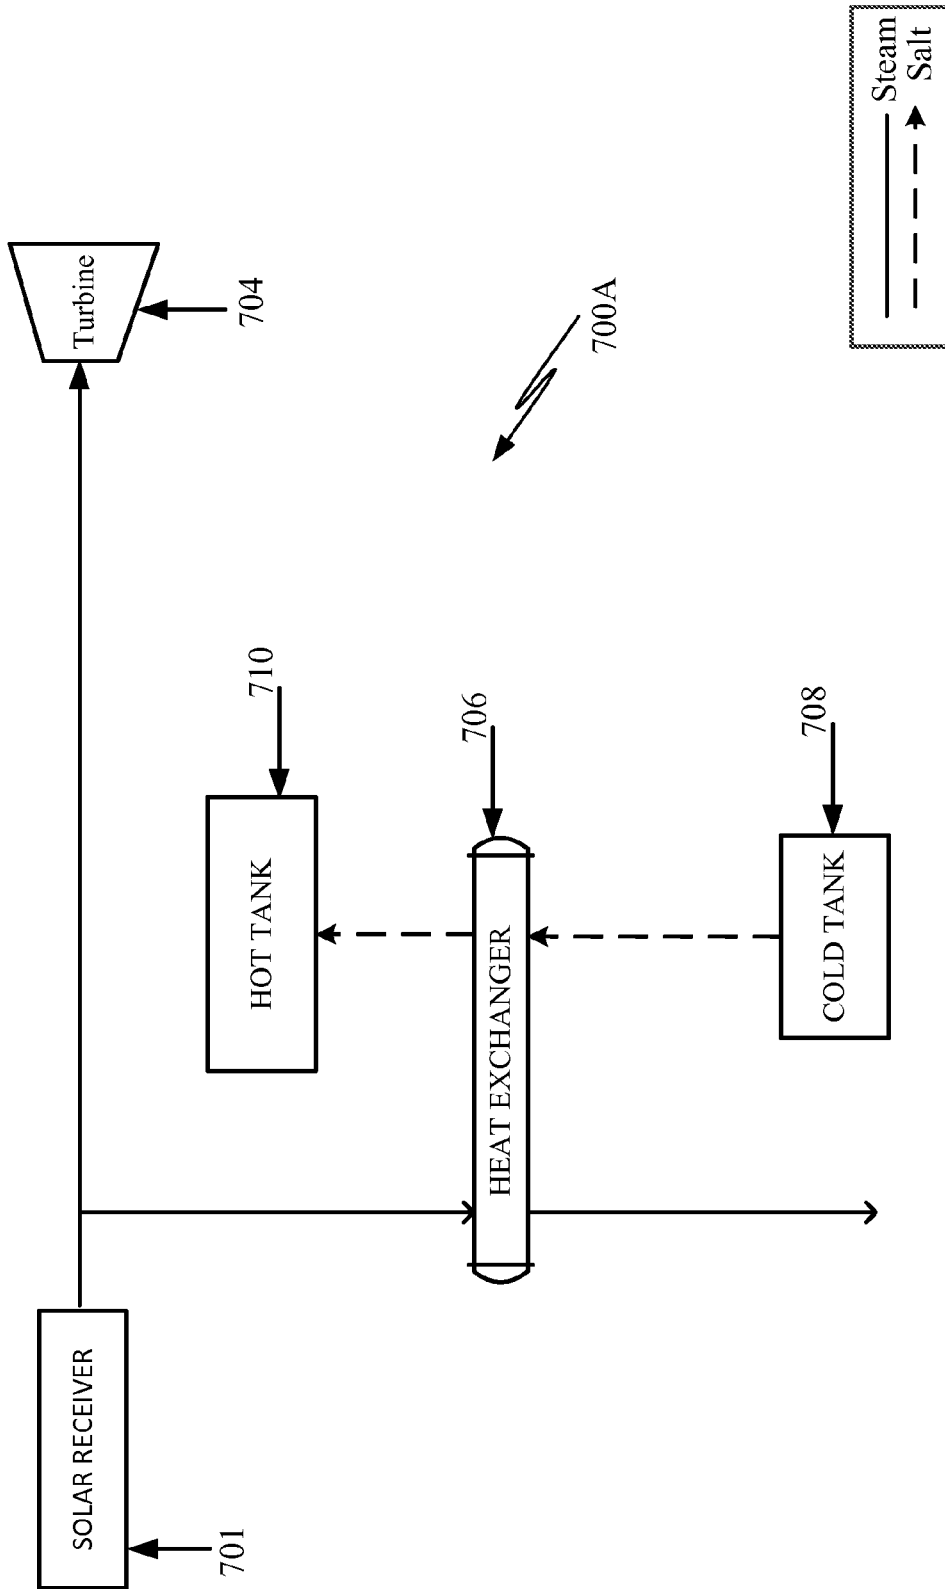 SOLAR RECEIVER
701
Turbine
704
HOT TANK
710
HEAT EXCHANGER
706
COLD TANK
708
700A
Steam
Salt